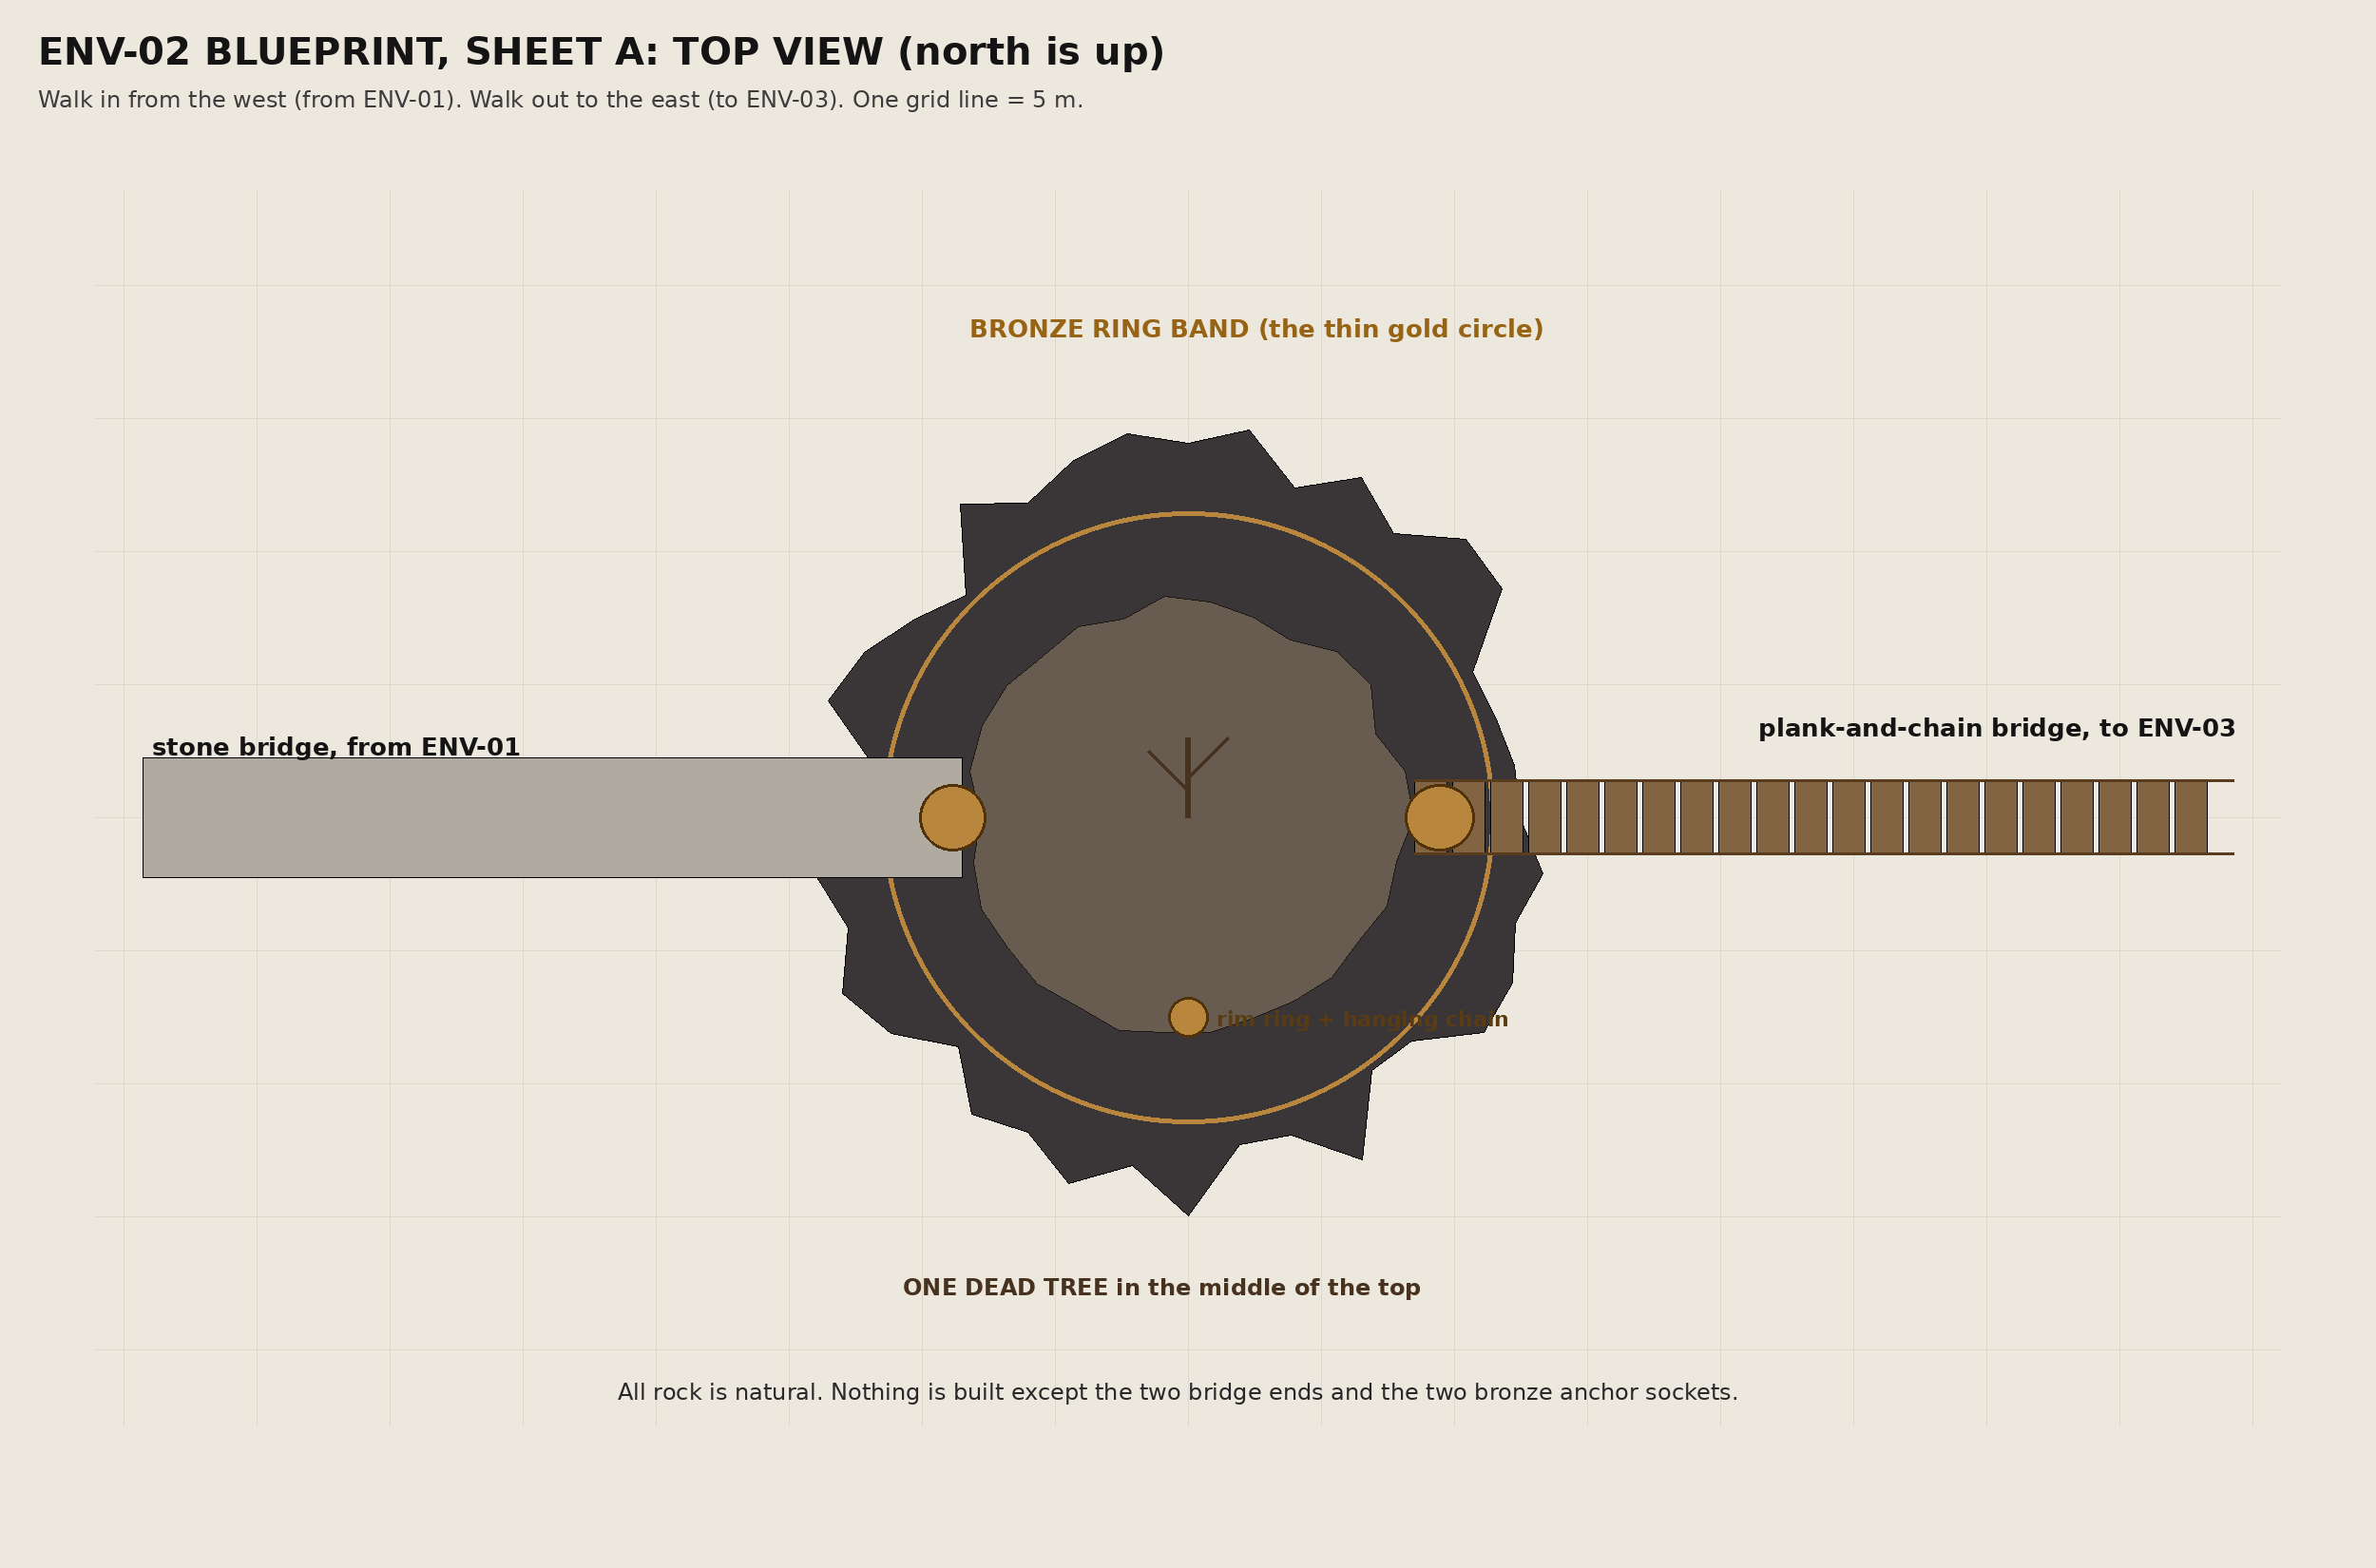 ENV-02 BLUEPRINT, SHEET A: TOP VIEW (north is up)
Walk in from the west (from ENV-01). Walk out to the east (to ENV-03). One grid line = 5 m.
BRONZE RING BAND (the thin gold circle)
plank-and-chain bridge, to ENV-03
stone bridge, from ENV-01
rim ring + hanging chain
ONE DEAD TREE in the middle of the top
All rock is natural. Nothing is built except the two bridge ends and the two bronze anchor sockets.